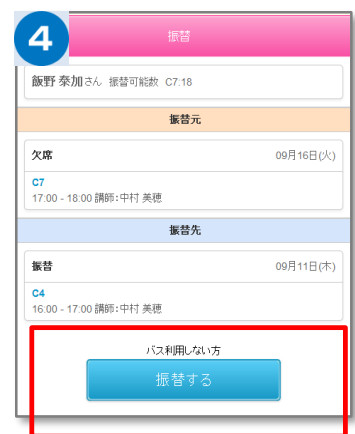 4
振替
飯野 泰加さん 振替可能数 C7:18
振替元
欠席 09月16日(火)
C7
17:00 - 18:00 講師:中村 美穂
振替先
振替 09月11日(木)
C4
16:00 - 17:00 講師:中村 美穂
バス利用しない方
振替する